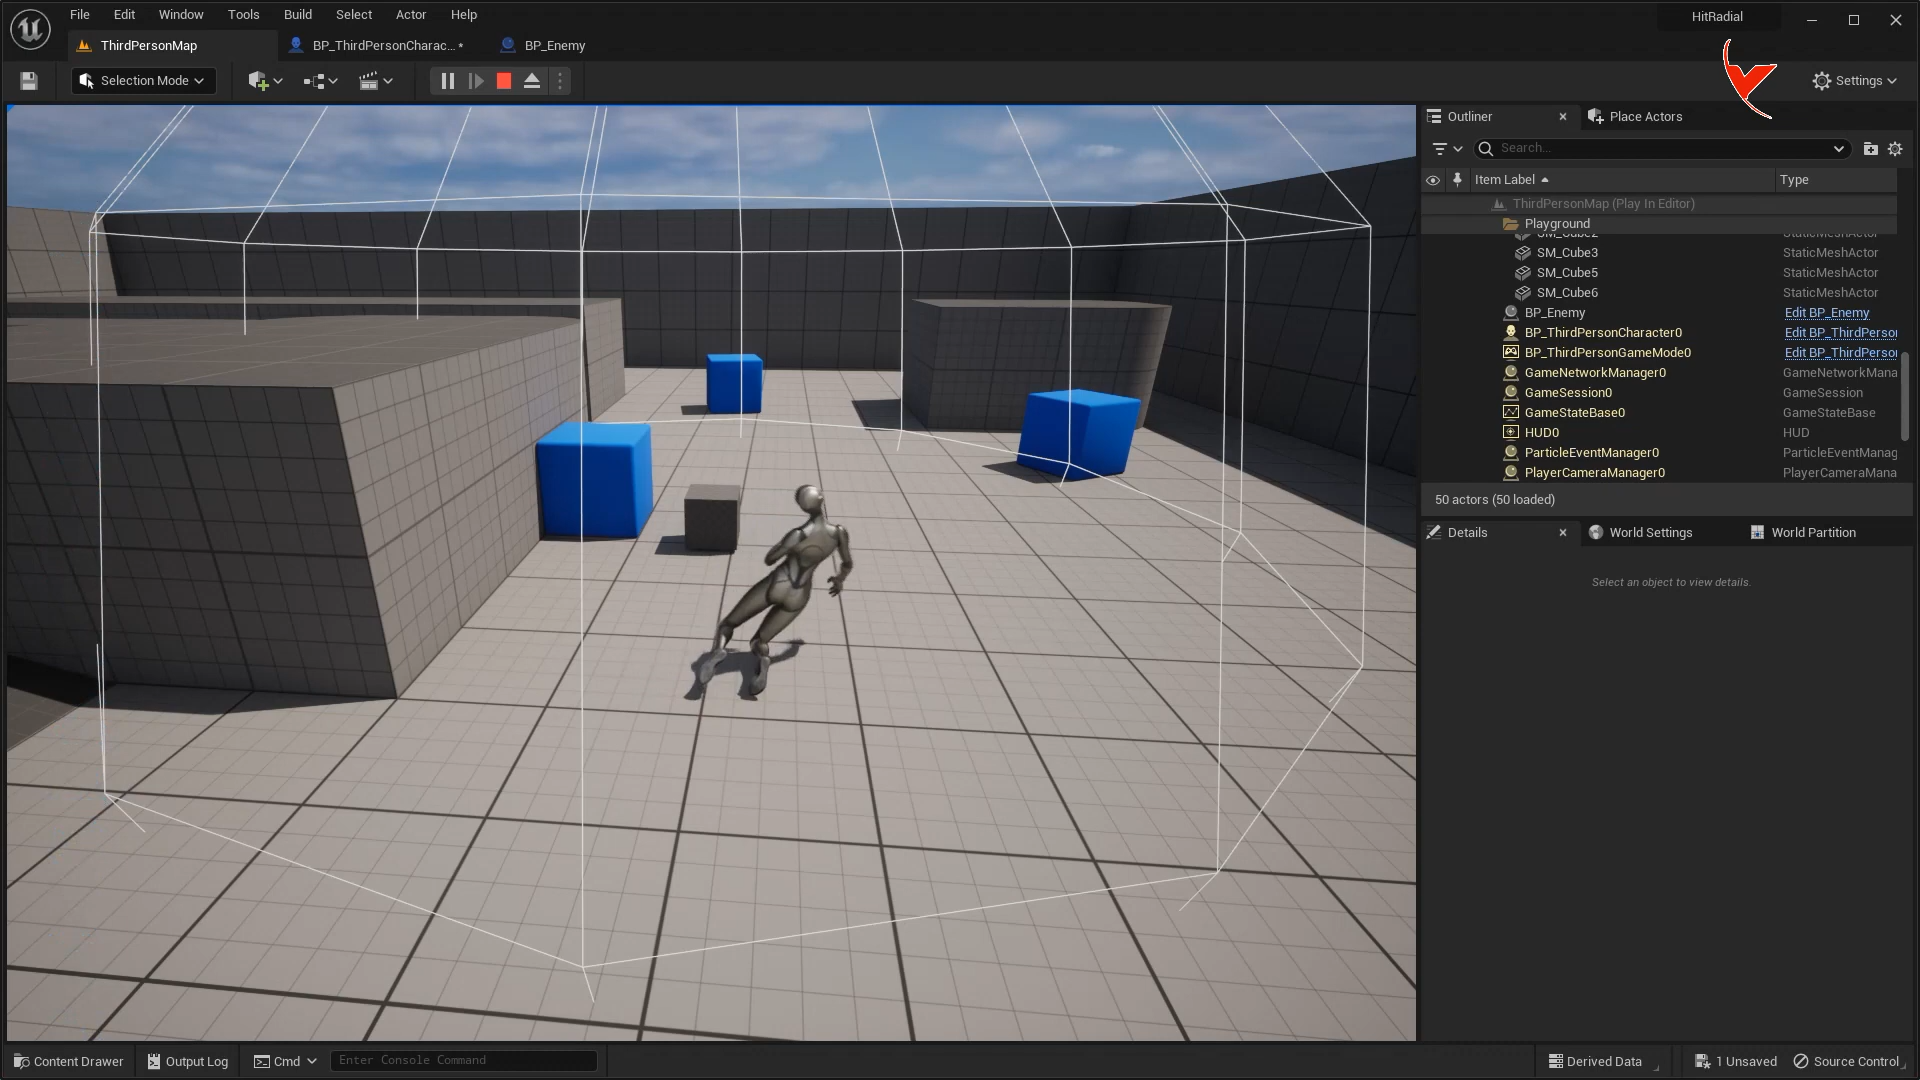 File Edit Window Tools Build Select Actor Help
HitRadial
ThirdPersonMap
BP_ThirdPersonCharac... *
BP_Enemy
Selection Mode
Settings
Outliner
Place Actors
Search...
Item Label
Type
ThirdPersonMap (Play In Editor)
Playground
SM_Cube2 StaticMeshActor
SM_Cube3 StaticMeshActor
SM_Cube5 StaticMeshActor
SM_Cube6 StaticMeshActor
BP_Enemy Edit BP_Enemy
BP_ThirdPersonCharacter0 Edit BP_ThirdPerson
BP_ThirdPersonGameMode0 Edit BP_ThirdPerson
GameNetworkManager0 GameNetworkMana
GameSession0 GameSession
GameStateBase0 GameStateBase
HUD0 HUD
ParticleEventManager0 ParticleEventManag
PlayerCameraManager0 PlayerCameraMana
50 actors (50 loaded)
Details
World Settings
World Partition
Select an object to view details.
Content Drawer
Output Log
Cmd
Enter Console Command
Derived Data
1 Unsaved
Source Control